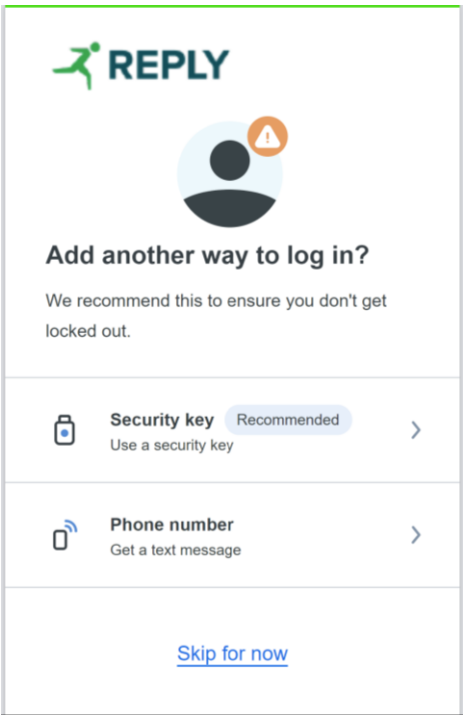 REPLY
Add another way to log in?
We recommend this to ensure you don't get
locked out.
Security key Recommended
Use a security key
Phone number
Get a text message
Skip for now